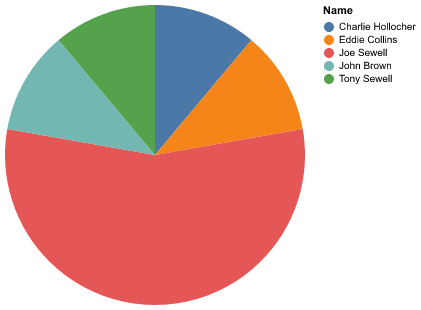 Name
Charlie Hollocher
Eddie Collins
Joe Sewell
John Brown
Tony Sewell